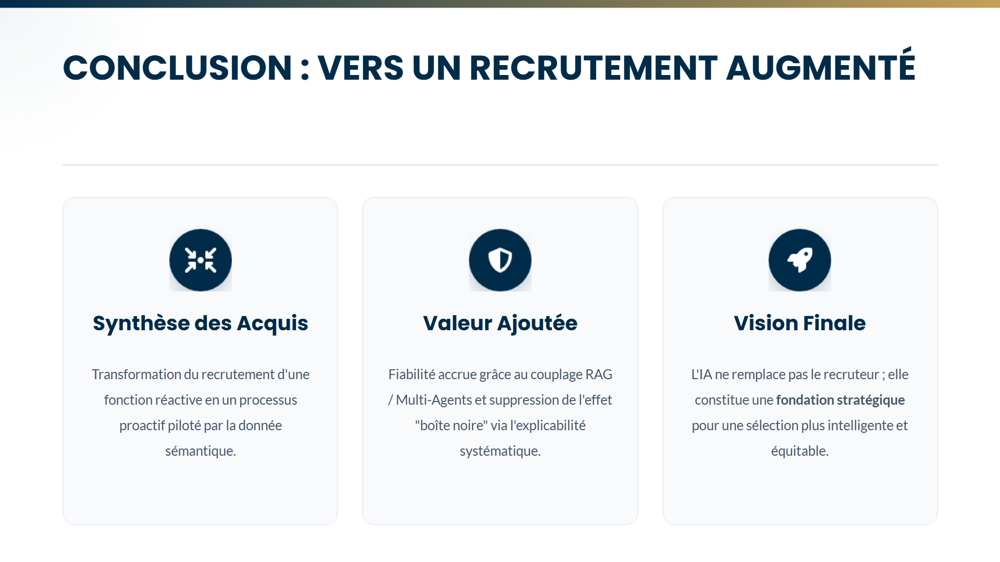 CONCLUSION : VERS UN RECRUTEMENT AUGMENTÉ
Synthèse des Acquis
Transformation du recrutement d'une
fonction réactive en un processus
proactif piloté par la donnée
sémantique.
Valeur Ajoutée
Fiabilité accrue grâce au couplage RAG
/ Multi-Agents et suppression de l'effet
"boîte noire" via l'explicabilité
systématique.
Vision Finale
L'IA ne remplace pas le recruteur ; elle
constitue une fondation stratégique
pour une sélection plus intelligente et
équitable.